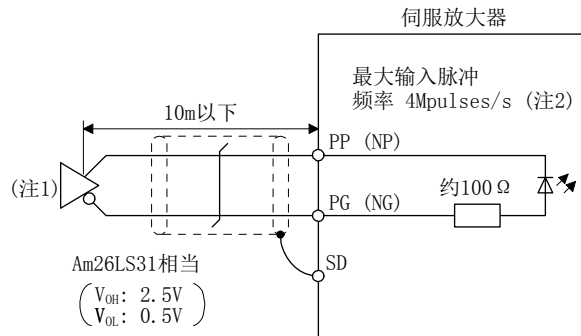 伺服放大器
最大输入脉冲
频率 4Mpulses/s (注2)
10m以下
PP (NP)
(注1)
约100Ω
PG (NG)
SD
Am26LS31相当
VOH: 2.5V
VOL: 0.5V